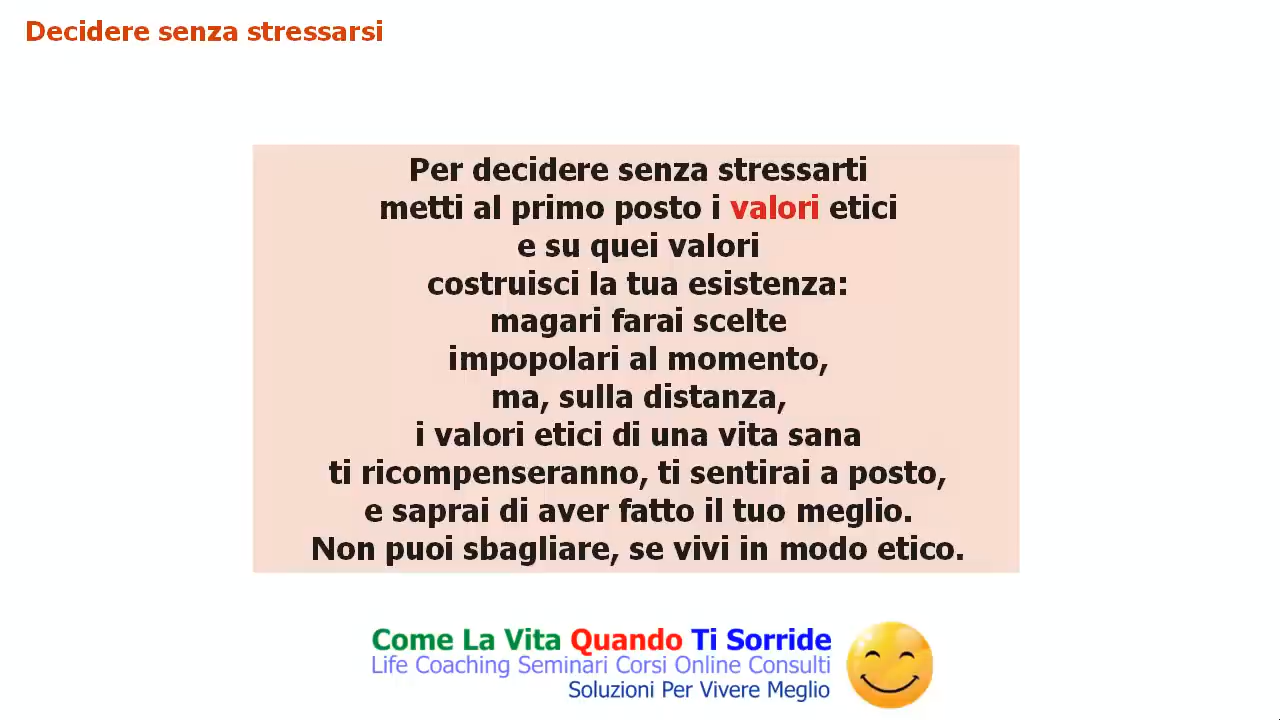 Decidere senza stressarsi
Per decidere senza stressarti
metti al primo posto i valori etici
e su quei valori
costruisci la tua esistenza:
magari farai scelte
impopolari al momento,
ma, sulla distanza,
i valori etici di una vita sana
ti ricompenseranno, ti sentirai a posto,
e saprai di aver fatto il tuo meglio.
Non puoi sbagliare, se vivi in modo etico.
Come La Vita Quando Ti Sorride
Life Coaching Seminari Corsi Online Consulti
Soluzioni Per Vivere Meglio